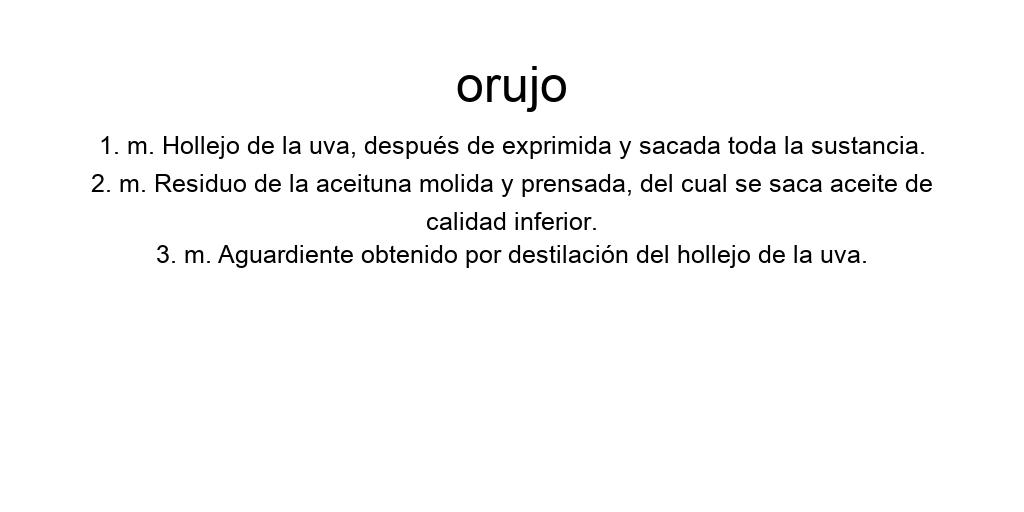 orujo
1. m. Hollejo de la uva, después de exprimida y sacada toda la sustancia.
2. m. Residuo de la aceituna molida y prensada, del cual se saca aceite de
calidad inferior.
3. m. Aguardiente obtenido por destilación del hollejo de la uva.